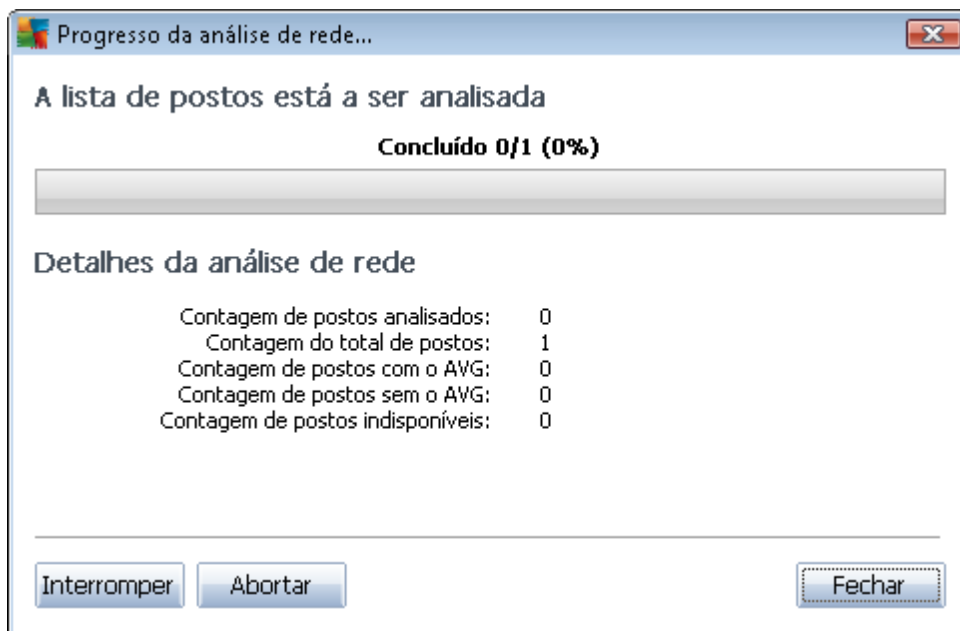 Progresso da análise de rede...
A lista de postos está a ser analisada
Concluído 0/1 (0%)
Detalhes da análise de rede
Contagem de postos analisados: 0
Contagem do total de postos: 1
Contagem de postos com o AVG: 0
Contagem de postos sem o AVG: 0
Contagem de postos indisponíveis: 0
Interromper Abortar Fechar